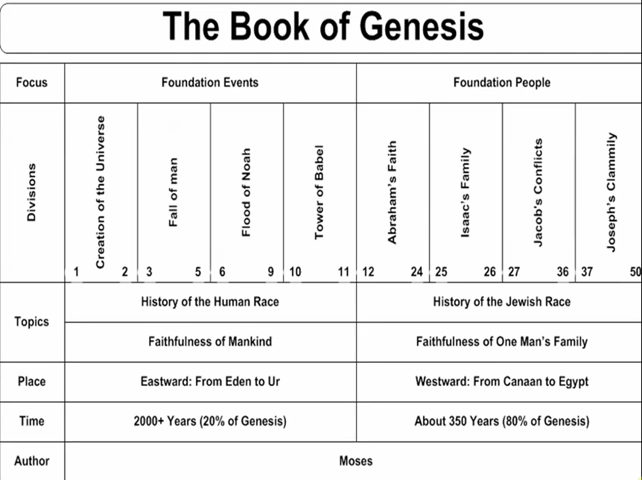 The Book of Genesis
Focus
Foundation Events
Foundation People
Divisions
Creation of the Universe
1 2
Fall of man
3 5
Flood of Noah
6 9
Tower of Babel
10 11
Abraham's Faith
12 24
Isaac's Family
25 26
Jacob's Conflicts
27 36
Joseph's Clammily
37 50
Topics
History of the Human Race
History of the Jewish Race
Faithfulness of Mankind
Faithfulness of One Man's Family
Place
Eastward: From Eden to Ur
Westward: From Canaan to Egypt
Time
2000+ Years (20% of Genesis)
About 350 Years (80% of Genesis)
Author
Moses